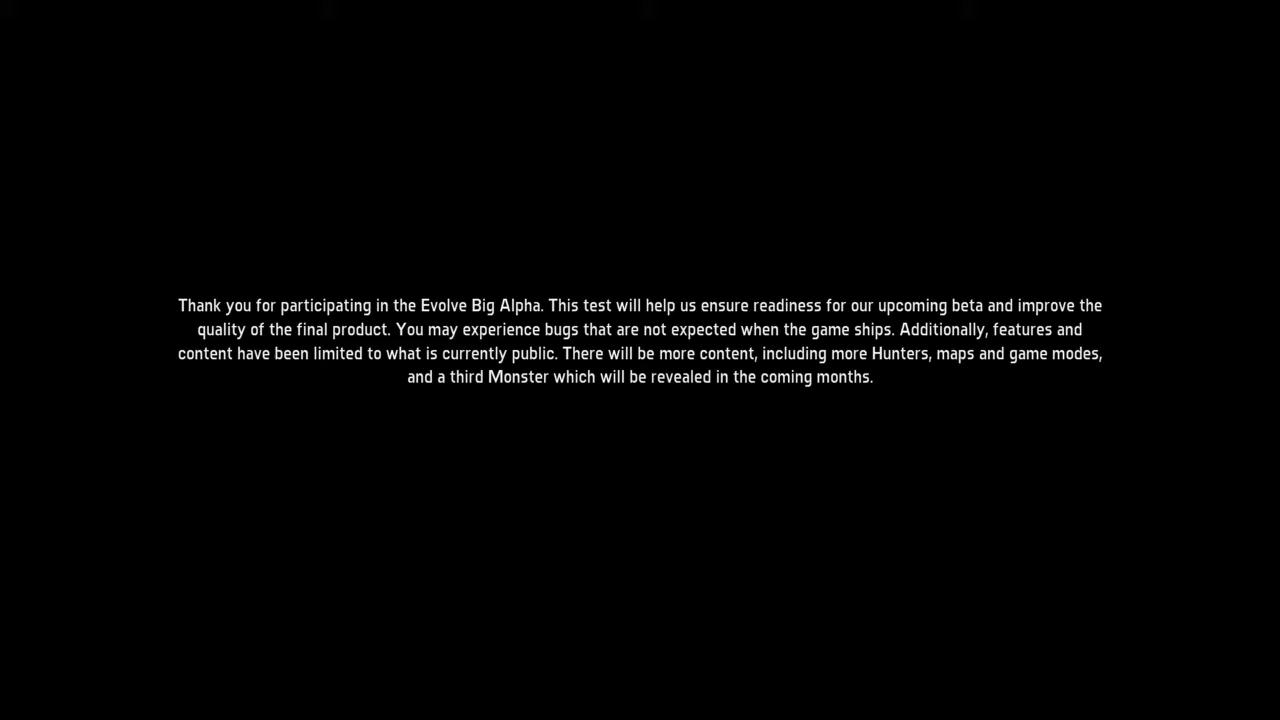 Thank you for participating in the Evolve Big Alpha. This test will help us ensure readiness for our upcoming beta and improve the
quality of the final product. You may experience bugs that are not expected when the game ships. Additionally, features and
content have been limited to what is currently public. There will be more content, including more Hunters, maps and game modes,
and a third Monster which will be revealed in the coming months.